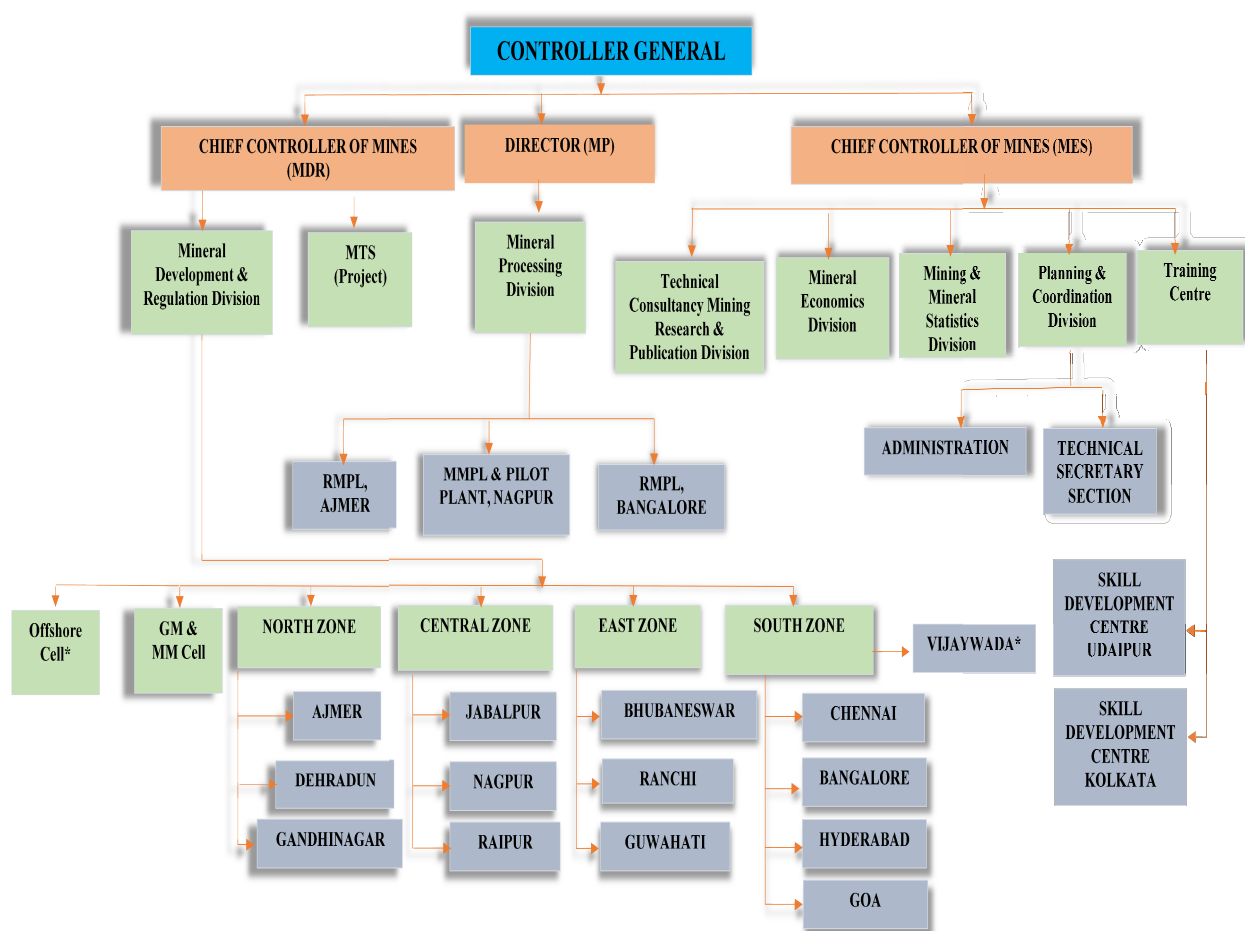 CONTROLLER GENERAL
CHIEF CONTROLLER OF MINES
(MDR)
DIRECTOR (MP)
CHIEF CONTROLLER OF MINES (MES)
Mineral
Development &
Regulation Division
MTS
(Project)
Mineral
Processing
Division
Technical
Consultancy Mining
Research &
Publication Division
Mineral
Economics
Division
Mining &
Mineral
Statistics
Division
Planning &
Coordination
Division
Training
Centre
RMPL,
AJMER
MMPL & PILOT
PLANT, NAGPUR
RMPL,
BANGALORE
ADMINISTRATION
TECHNICAL
SECRETARY
SECTION
Offshore
Cell*
GM &
MM Cell
NORTH ZONE
CENTRAL ZONE
EAST ZONE
SOUTH ZONE
VIJAYWADA*
SKILL
DEVELOPMENT
CENTRE
UDAIPUR
AJMER
JABALPUR
BHUBANESWAR
CHENNAI
SKILL
DEVELOPMENT
CENTRE
KOLKATA
DEHRADUN
NAGPUR
RANCHI
BANGALORE
GANDHINAGAR
RAIPUR
GUWAHATI
HYDERABAD
GOA